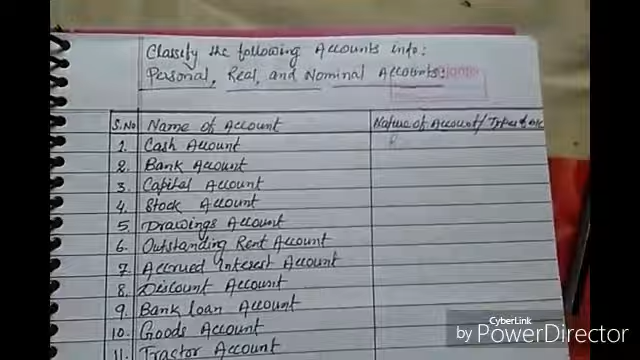 Classify the following Accounts into:
Personal, Real, and Nominal Accounts:
S.No Name of Account Nature of Account/ Types of
1. Cash Account
2. Bank Account
3. Capital Account
4. Stock Account
5. Drawings Account
6. Outstanding Rent Account
7. Accrued Interest Account
8. Discount Account
9. Bank loan Account
10. Goods Account
11. Tractor Account
CyberLink
by PowerDirector